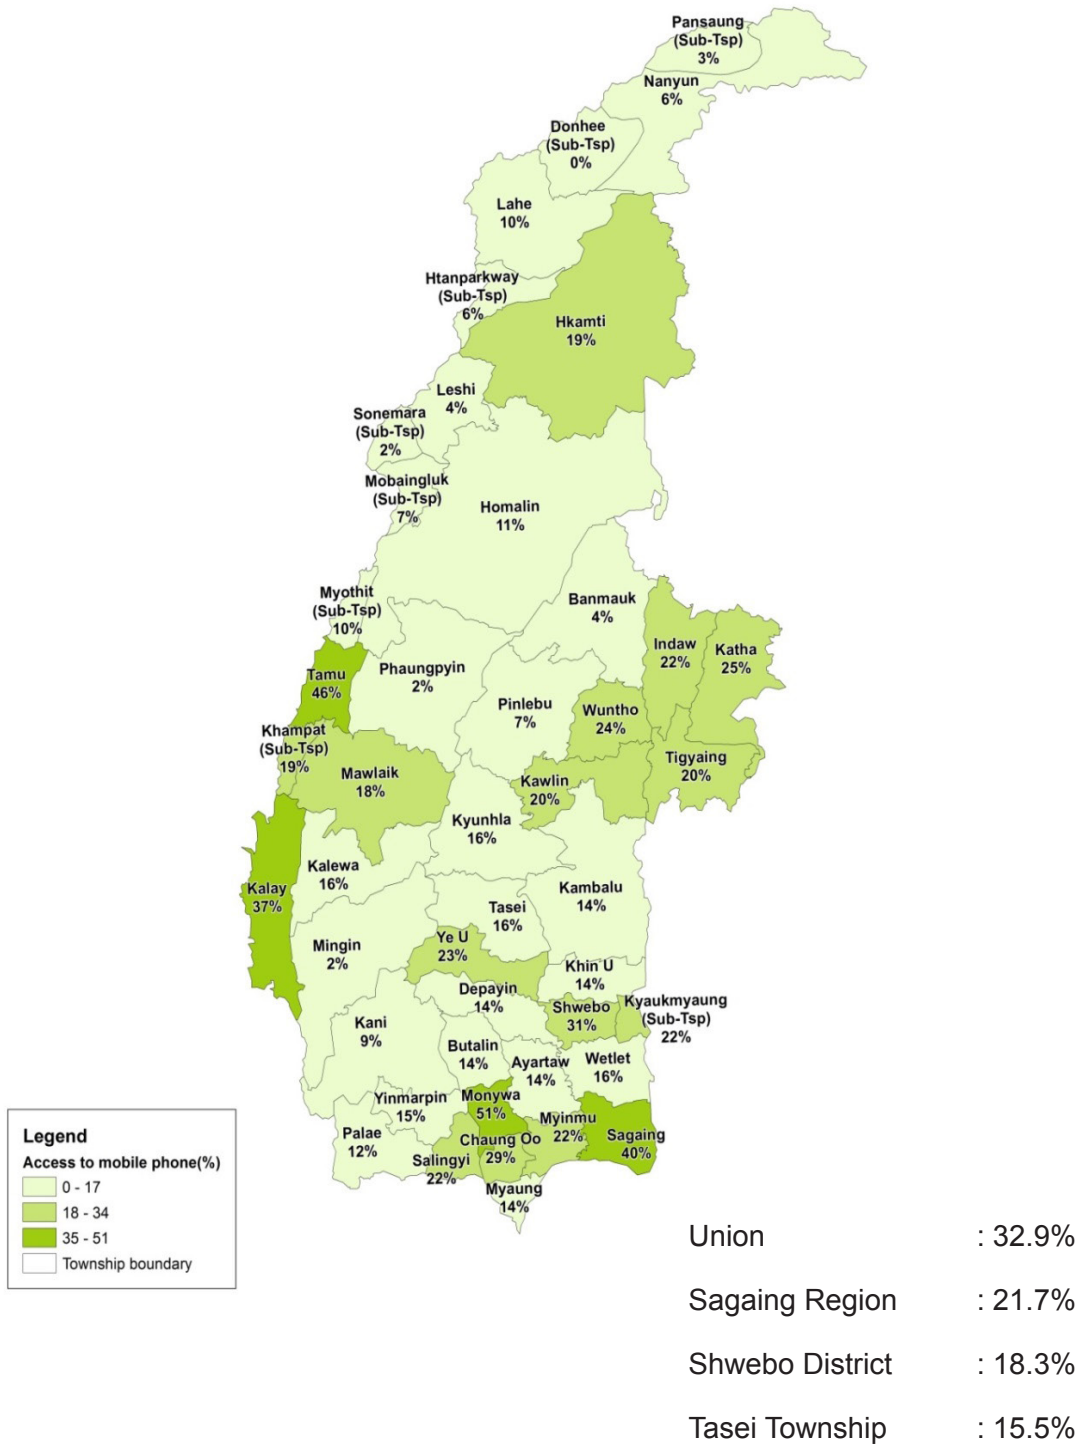 Pansaung
(Sub-Tsp)
3%
Nanyun
6%
Donhee
(Sub-Tsp)
0%
Lahe
10%
Htanparkway
(Sub-Tsp)
6%
Hkamti
19%
Leshi
4%
Sonemara
(Sub-Tsp)
2%
Mobaingluk
(Sub-Tsp)
7%
Homalin
11%
Myothit
(Sub-Tsp)
10%
Banmauk
4%
Indaw
22%
Katha
25%
Tamu
46%
Phaungpyin
2%
Pinlebu
7%
Wuntho
24%
Khampat
(Sub-Tsp)
19%
Mawlaik
18%
Kawlin
20%
Tigyaing
20%
Kyunhla
16%
Kalewa
16%
Kalay
37%
Kambalu
14%
Tasei
16%
Mingin
2%
Ye U
23%
Khin U
14%
Depayin
14%
Shwebo
31%
Kyaukmyaung
(Sub-Tsp)
22%
Kani
9%
Butalin
14%
Ayartaw
14%
Wetlet
16%
Yinmarpin
15%
Monywa
51%
Palae
12%
Chaung Oo
29%
Myinmu
22%
Sagaing
40%
Salingyi
22%
Myaung
14%
Legend
Access to mobile phone(%)
0 - 17
18 - 34
35 - 51
Township boundary
Union : 32.9%
Sagaing Region : 21.7%
Shwebo District : 18.3%
Tasei Township : 15.5%